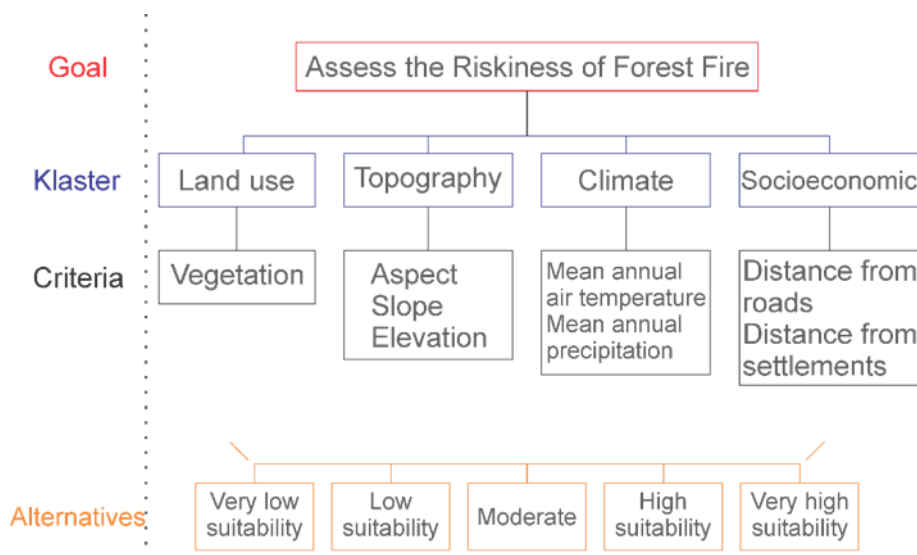 Goal
Assess the Riskiness of Forest Fire
Klaster
Land use
Topography
Climate
Socioeconomic
Criteria
Vegetation
Aspect
Slope
Elevation
Mean annual
air temperature
Mean annual
precipitation
Distance from
roads
Distance from
settlements
Alternatives
Very low
suitability
Low
suitability
Moderate
High
suitability
Very high
suitability